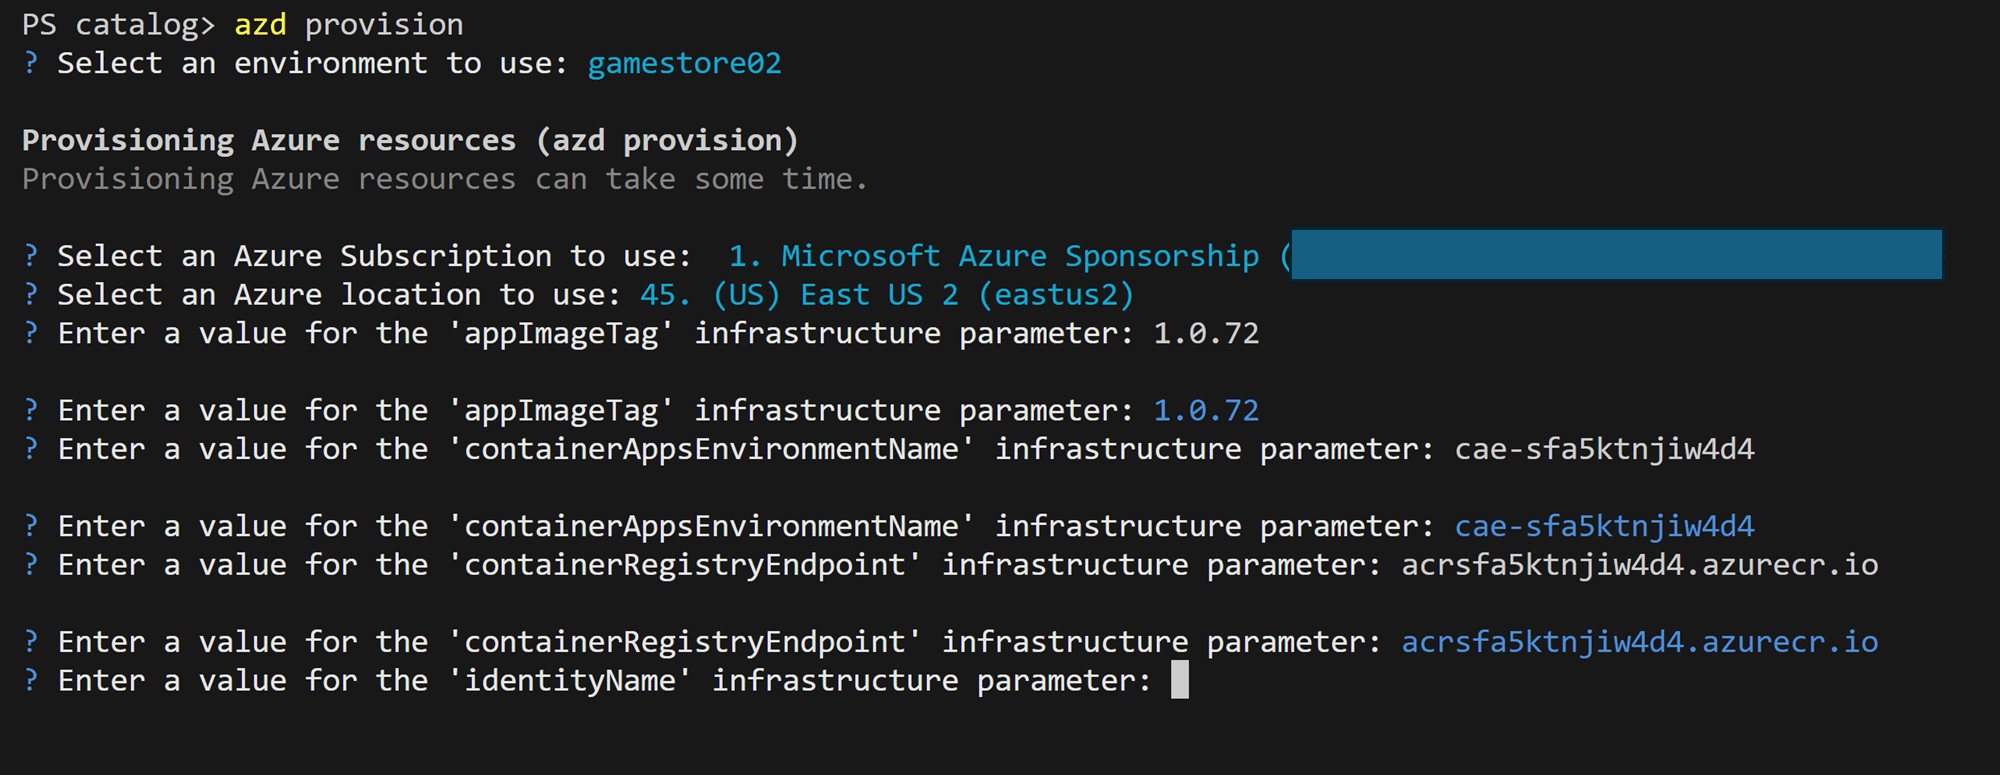 PS catalog> azd provision
? Select an environment to use: gamestore02
Provisioning Azure resources (azd provision)
Provisioning Azure resources can take some time.
? Select an Azure Subscription to use:  1. Microsoft Azure Sponsorship (
? Select an Azure location to use: 45. (US) East US 2 (eastus2)
? Enter a value for the 'appImageTag' infrastructure parameter: 1.0.72
? Enter a value for the 'appImageTag' infrastructure parameter: 1.0.72
? Enter a value for the 'containerAppsEnvironmentName' infrastructure parameter: cae-sfa5ktnjiw4d4
? Enter a value for the 'containerAppsEnvironmentName' infrastructure parameter: cae-sfa5ktnjiw4d4
? Enter a value for the 'containerRegistryEndpoint' infrastructure parameter: acrsfa5ktnjiw4d4.azurecr.io
? Enter a value for the 'containerRegistryEndpoint' infrastructure parameter: acrsfa5ktnjiw4d4.azurecr.io
? Enter a value for the 'identityName' infrastructure parameter: